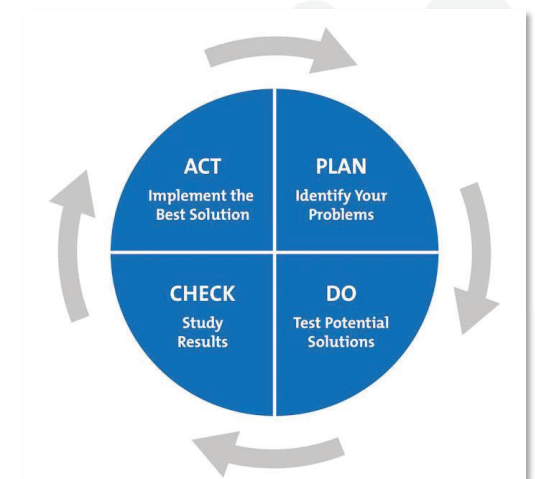 ACT
Implement the
Best Solution
PLAN
Identify Your
Problems
CHECK
Study
Results
DO
Test Potential
Solutions